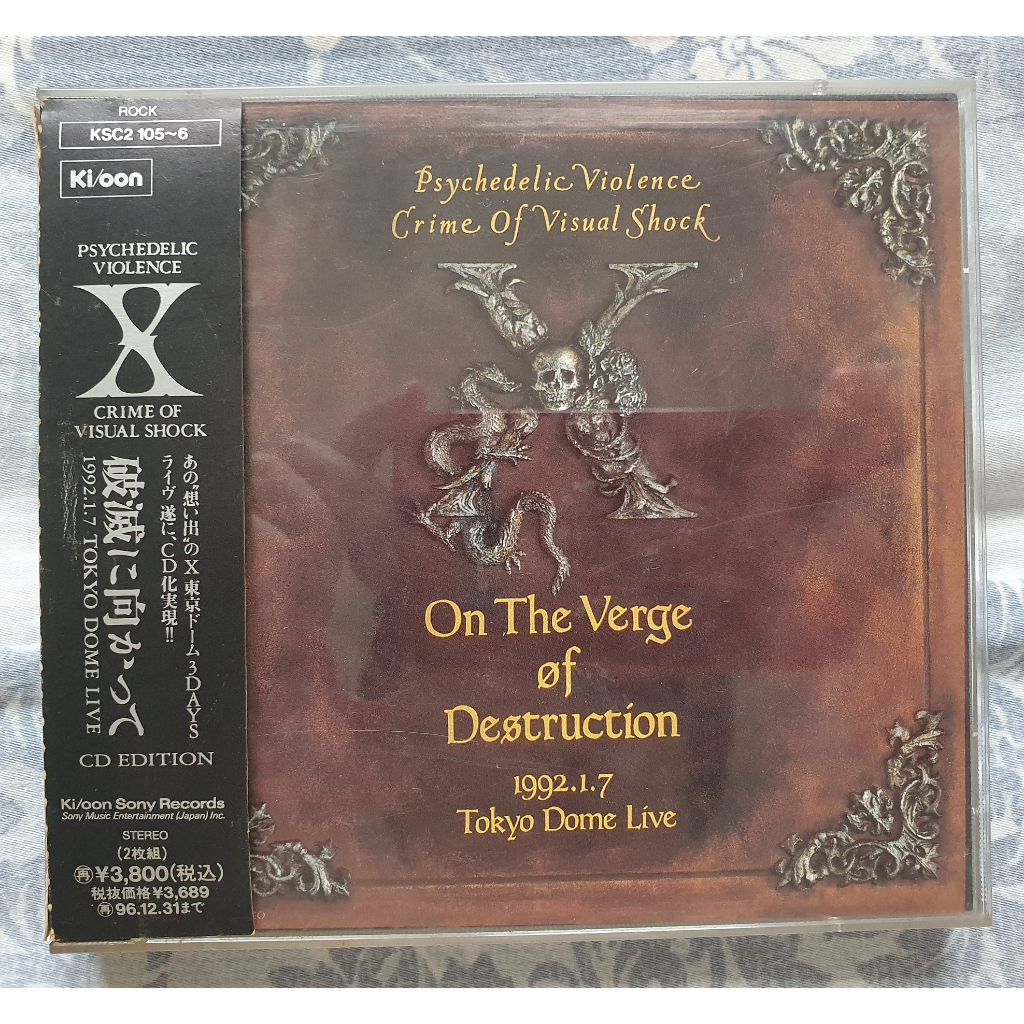 ROCK
KSC2 105~6
Ki/oon
PSYCHEDELIC
VIOLENCE
X
CRIME OF
VISUAL SHOCK
あの"想い出"のX 東京ドーム3DAYS
ライヴ 遂に、CD化実現!!
破滅に向かって
1992.1.7 TOKYO DOME LIVE
CD EDITION
Ki/oon Sony Records
Sony Music Entertainment (Japan) Inc.
STEREO
(2枚組)
再¥3,800(税込)
税抜価格¥3,689
再96.12.31まで
Psychedelic Violence
Crime Of Visual Shock
X
On The Verge
øf
Destruction
1992.1.7
Tokyo Dome Live